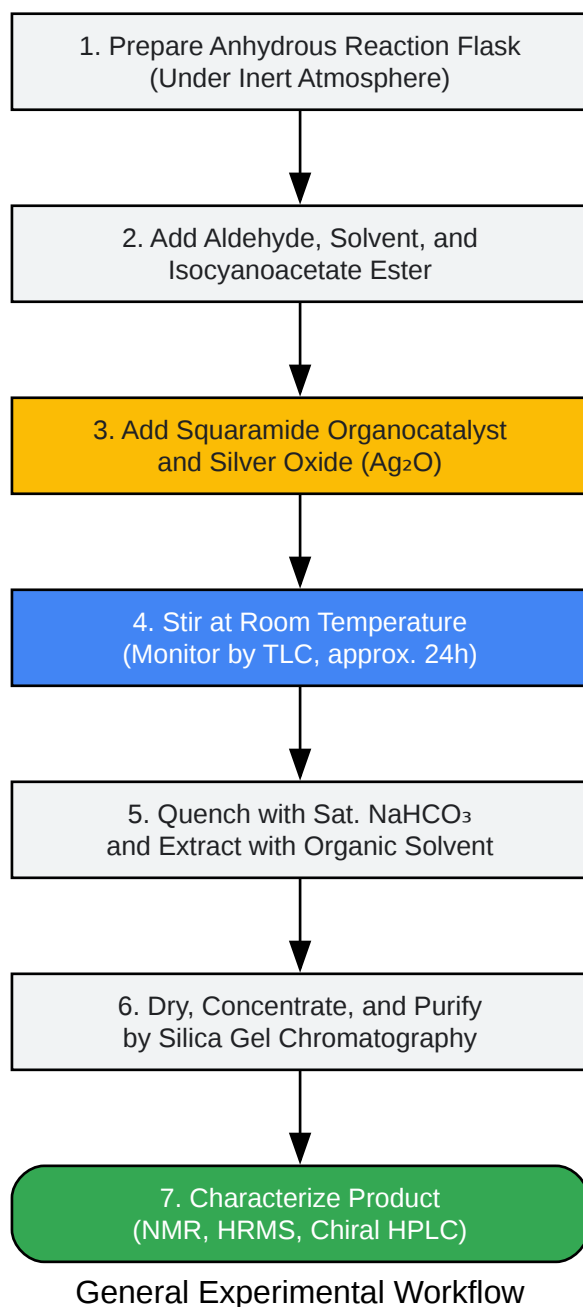 1. Prepare Anhydrous Reaction Flask
(Under Inert Atmosphere)
2. Add Aldehyde, Solvent, and
Isocyanoacetate Ester
3. Add Squaramide Organocatalyst
and Silver Oxide (Ag₂O)
4. Stir at Room Temperature
(Monitor by TLC, approx. 24h)
5. Quench with Sat. NaHCO₃
and Extract with Organic Solvent
6. Dry, Concentrate, and Purify
by Silica Gel Chromatography
7. Characterize Product
(NMR, HRMS, Chiral HPLC)
General Experimental Workflow